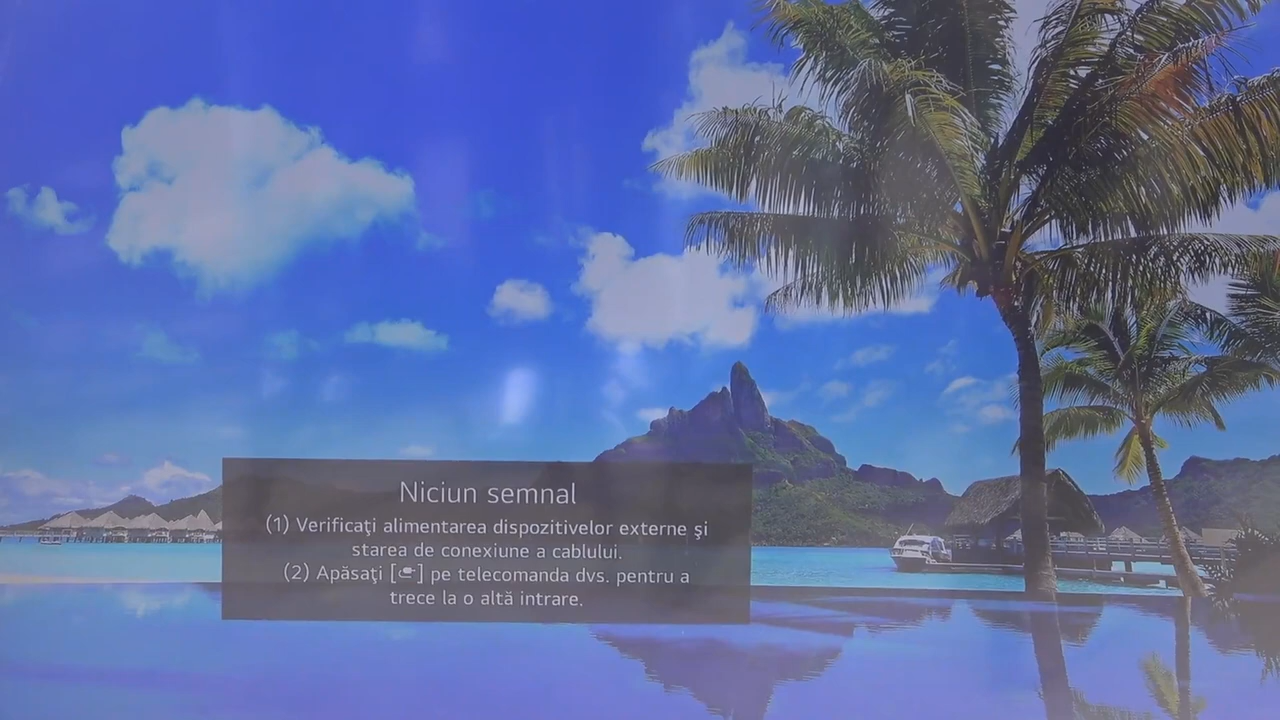 Niciun semnal
(1) Verificaţi alimentarea dispozitivelor externe şi
starea de conexiune a cablului.
(2) Apăsaţi [] pe telecomanda dvs. pentru a
trece la o altă intrare.